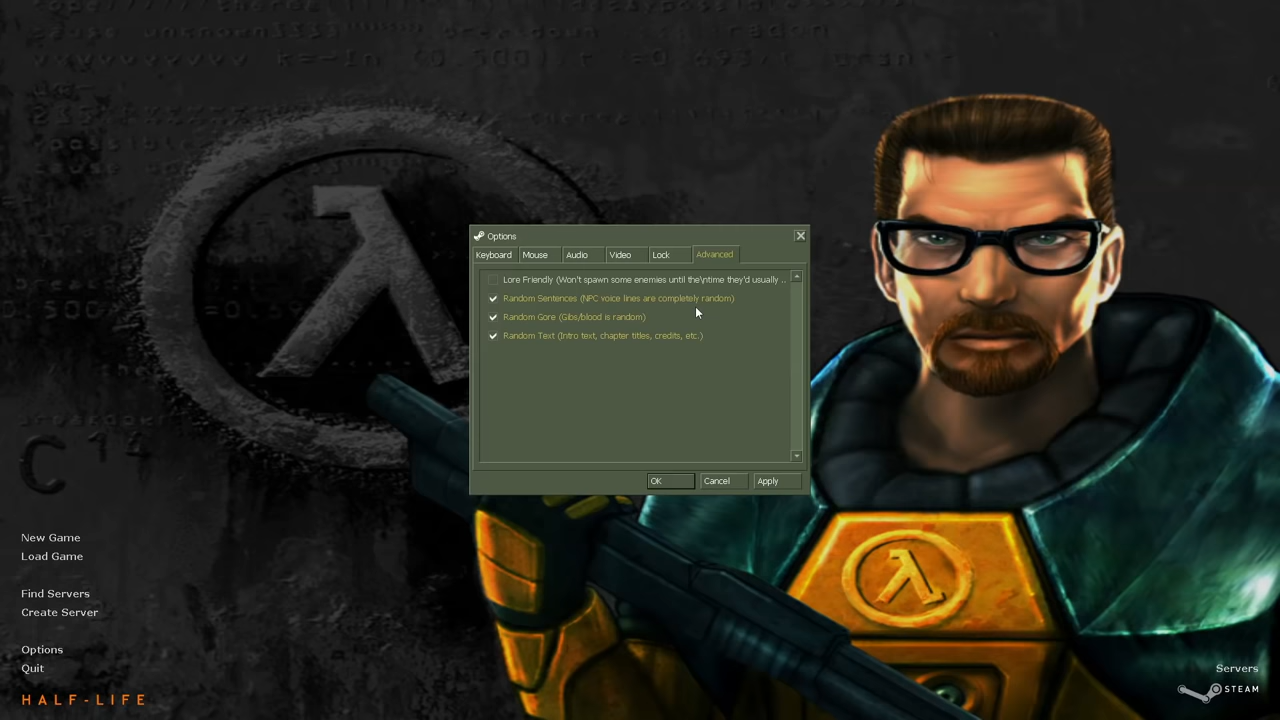 Options
Keyboard Mouse Audio Video Lock Advanced
Lore Friendly (Won't spawn some enemies until the\ntime they'd usually ..
Random Sentences (NPC voice lines are completely random)
Random Gore (Gibs/blood is random)
Random Text (Intro text, chapter titles, credits, etc.)
OK Cancel Apply
C 14
New Game
Load Game
Find Servers
Create Server
Options
Quit
HALF-LIFE
Servers
STEAM